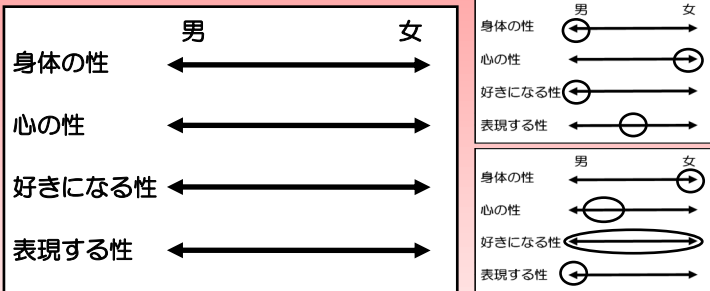 男 女
身体の性
心の性
好きになる性
表現する性
男 女
身体の性
心の性
好きになる性
表現する性
男 女
身体の性
心の性
好きになる性
表現する性